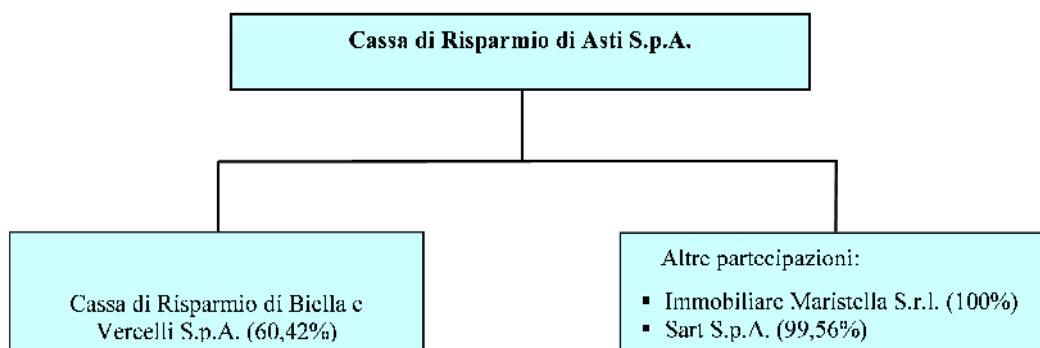 Cassa di Risparmio di Asti S.p.A.
Cassa di Risparmio di Biella e
Vercelli S.p.A. (60,42%)
Altre partecipazioni:
▪ Immobiliare Maristella S.r.l. (100%)
▪ Sart S.p.A. (99,56%)